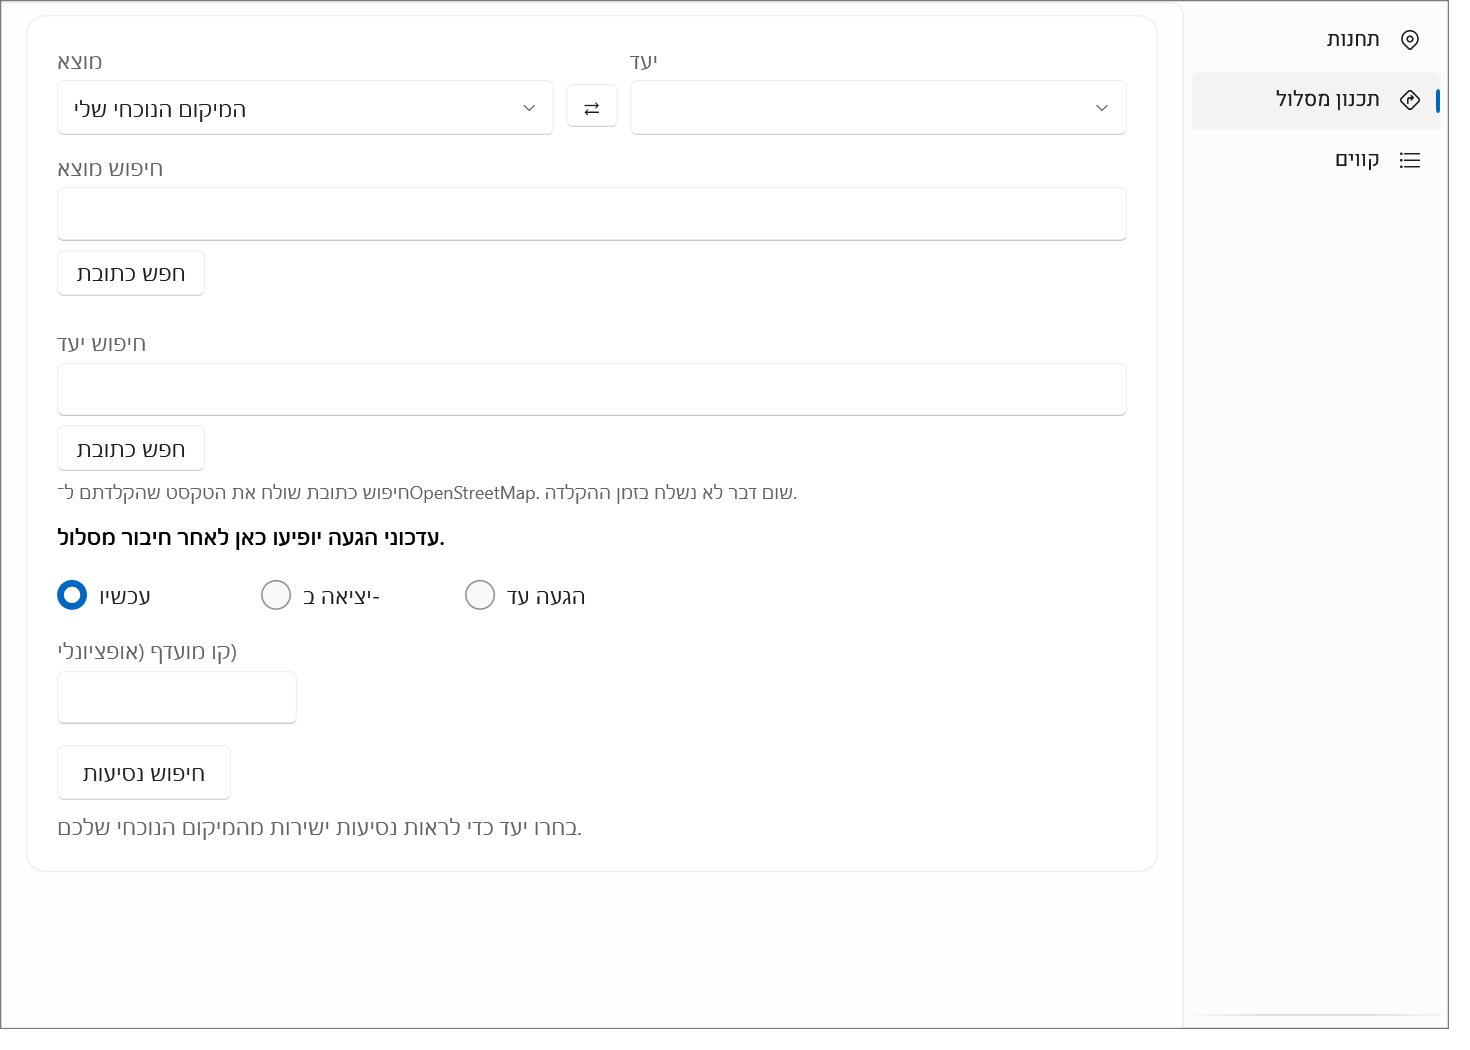 תחנות
תכנון מסלול
קווים
מוצא
יעד
המיקום הנוכחי שלי
חיפוש מוצא
חפש כתובת
חיפוש יעד
חפש כתובת
חיפוש כתובת שולח את הטקסט שהקלדתם ל־OpenStreetMap. שום דבר לא נשלח בזמן ההקלדה.
עדכוני הגעה יופיעו כאן לאחר חיבור מסלול.
עכשיו
יציאה ב-
הגעה עד
קו מועדף (אופציונלי)
חיפוש נסיעות
בחרו יעד כדי לראות נסיעות ישירות מהמיקום הנוכחי שלכם.